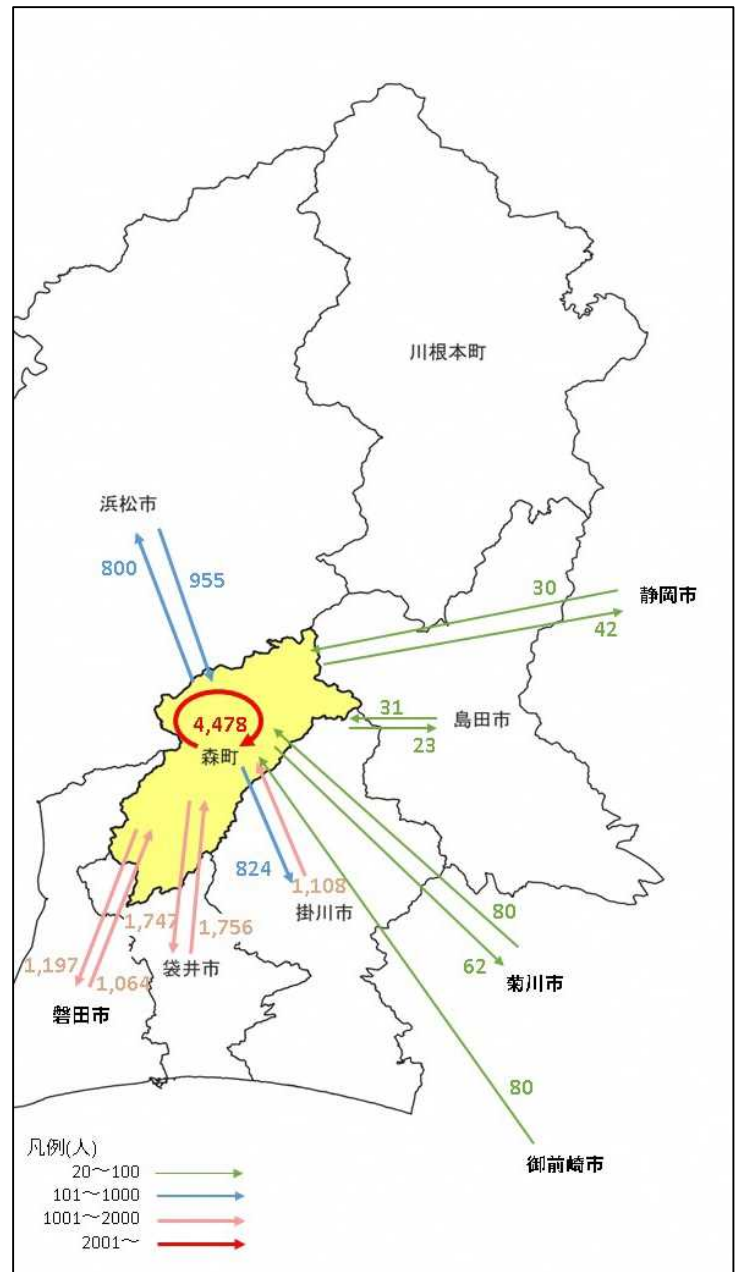 川根本町
浜松市
800
955
30
静岡市
42
4,478
森町
31
島田市
23
824
1,108
掛川市
1,747
1,756
袋井市
1,197
1,064
磐田市
80
62
菊川市
80
御前崎市
凡例(人)
20～100
101～1000
1001～2000
2001～